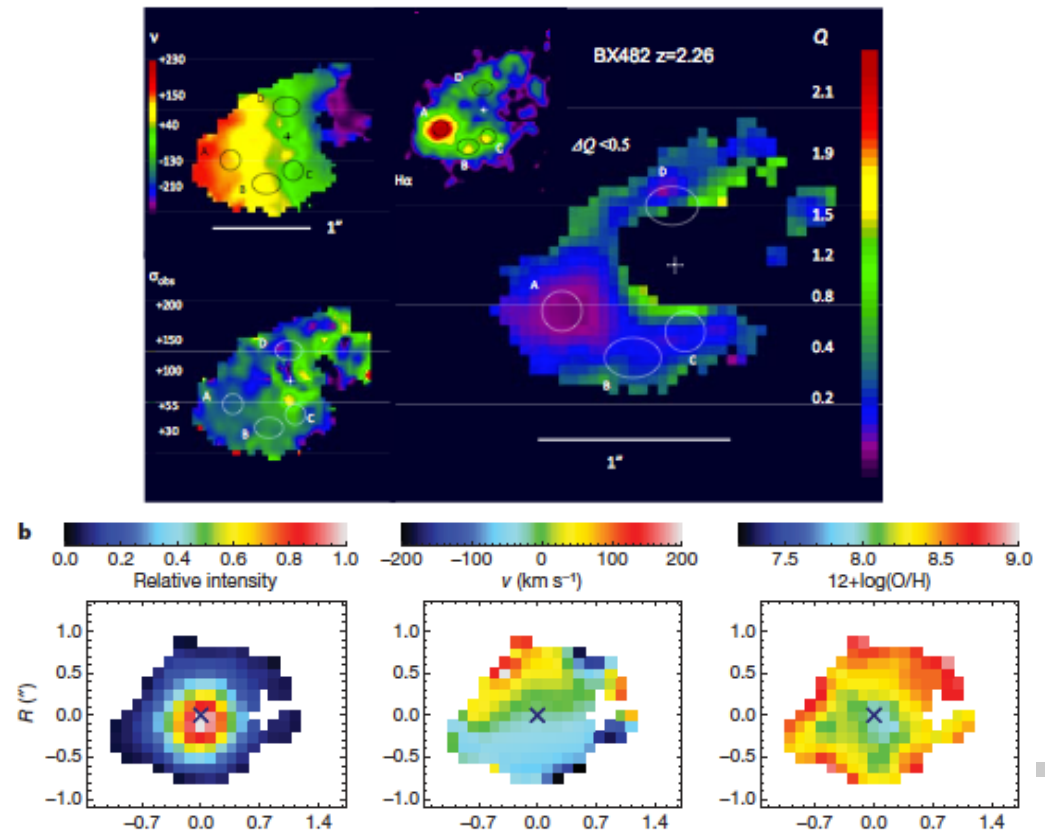 v
+230
+150
+40
-130
-210
D
A
B
C
1″
D
A
B
C
Hα
BX482 z=2.26
ΔQ <0.5
Q
2.1
1.9
1.5
1.2
0.8
0.4
0.2
D
A
B
C
1″
σobs
+200
+150
+100
+55
+30
D
A
B
C
b
0.0 0.2 0.4 0.6 0.8 1.0
Relative intensity
−200 −100 0 100 200
v (km s⁻¹)
7.5 8.0 8.5 9.0
12+log(O/H)
R (″)
1.0
0.5
0.0
−0.5
−1.0
−0.7 0.0 0.7 1.4
1.0
0.5
0.0
−0.5
−1.0
−0.7 0.0 0.7 1.4
1.0
0.5
0.0
−0.5
−1.0
−0.7 0.0 0.7 1.4